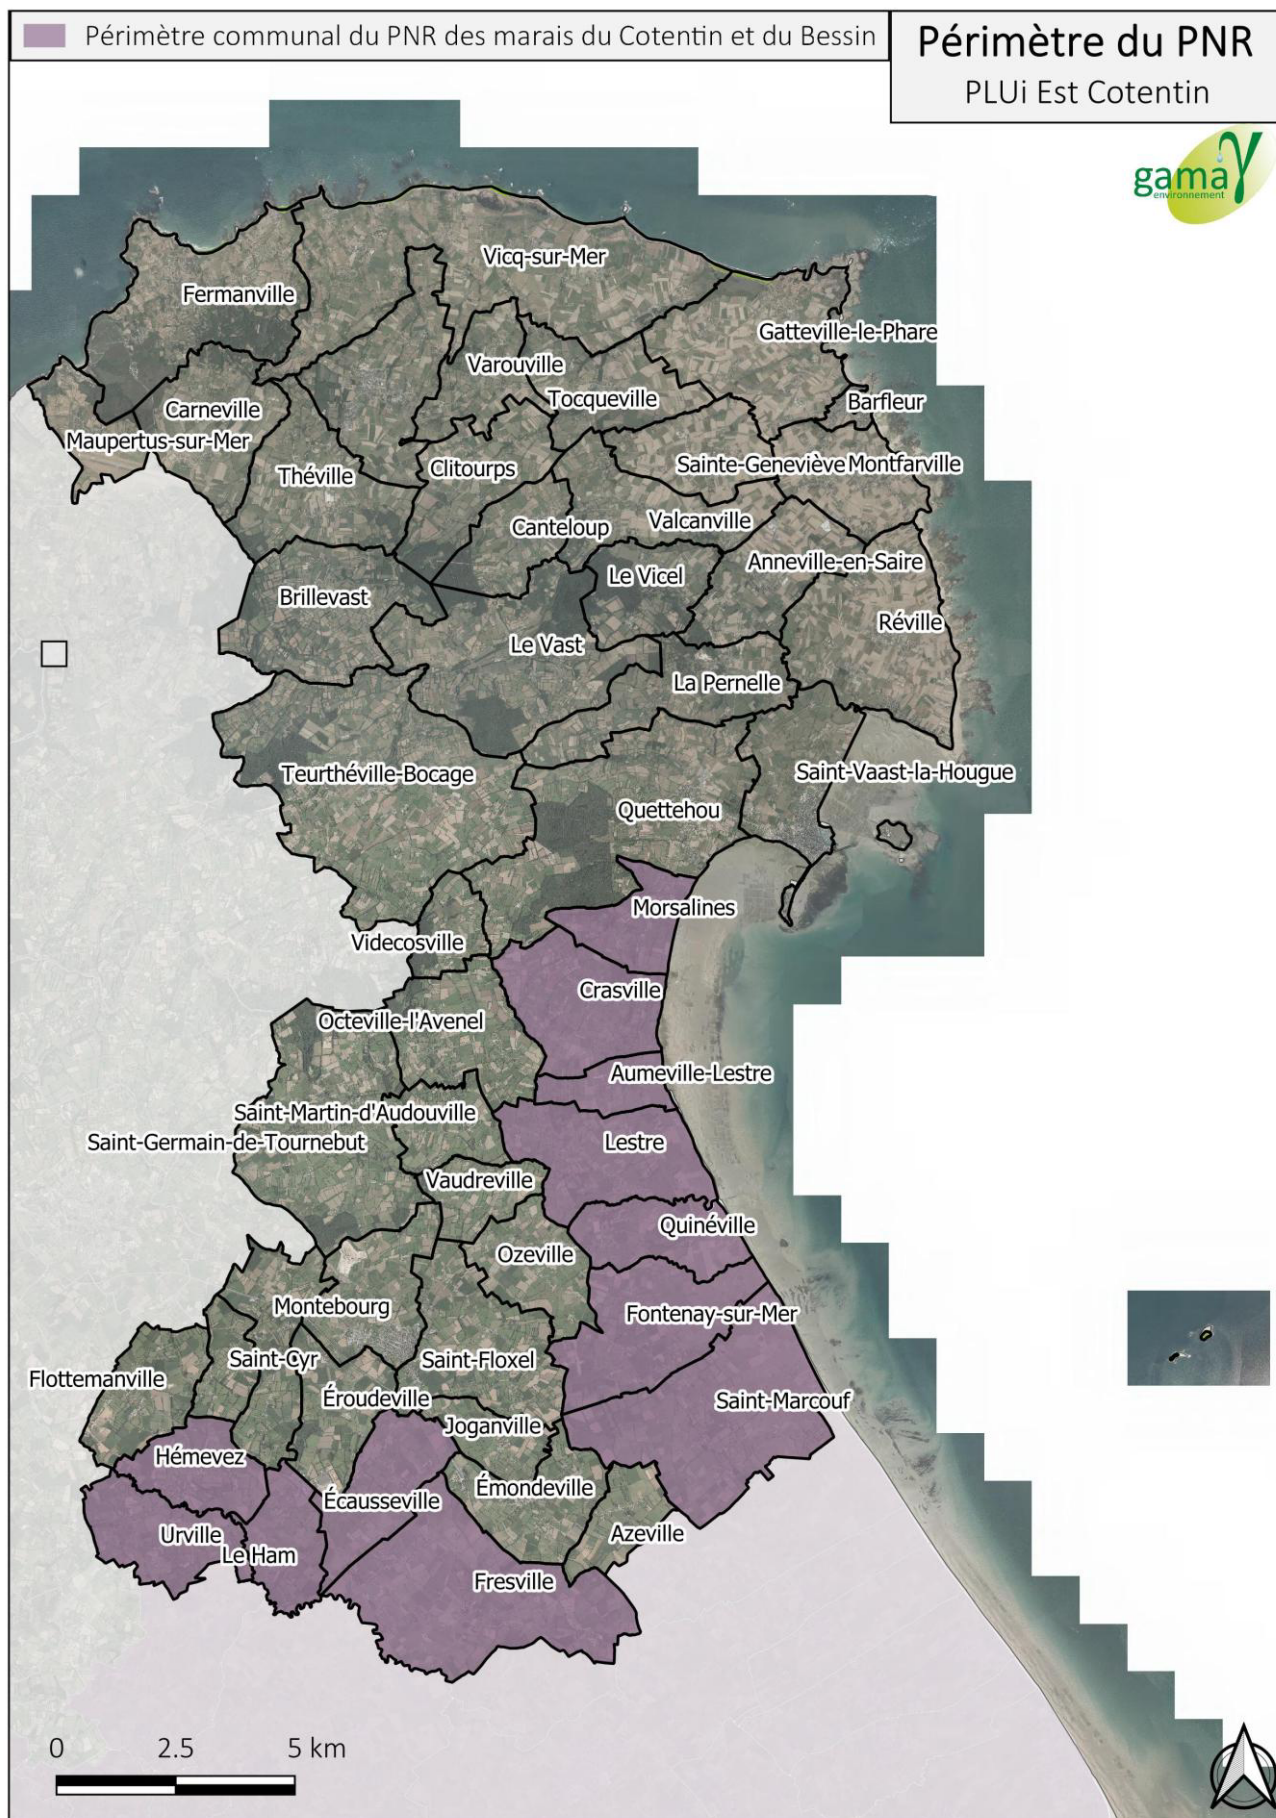 Périmètre communal du PNR des marais du Cotentin et du Bessin
Périmètre du PNR
PLUi Est Cotentin
gama
environnement
Vicq-sur-Mer
Fermanville
Gatteville-le-Phare
Varouville
Tocqueville
Barfleur
Carneville
Maupertus-sur-Mer
Théville
Clitourps
Sainte-Geneviève
Montfarville
Canteloup
Valcanville
Anneville-en-Saire
Le Vicel
Brillevast
Réville
Le Vast
La Pernelle
Teurthéville-Bocage
Saint-Vaast-la-Hougue
Quettehou
Morsalines
Videcosville
Crasville
Octeville-l'Avenel
Aumeville-Lestre
Saint-Martin-d'Audouville
Saint-Germain-de-Tournebut
Lestre
Vaudreville
Quinéville
Ozeville
Montebourg
Fontenay-sur-Mer
Saint-Cyr
Saint-Floxel
Flottemanville
Éroudeville
Saint-Marcouf
Joganville
Hémevez
Émondeville
Écausseville
Urville
Azeville
Le Ham
Fresville
0 2.5 5 km